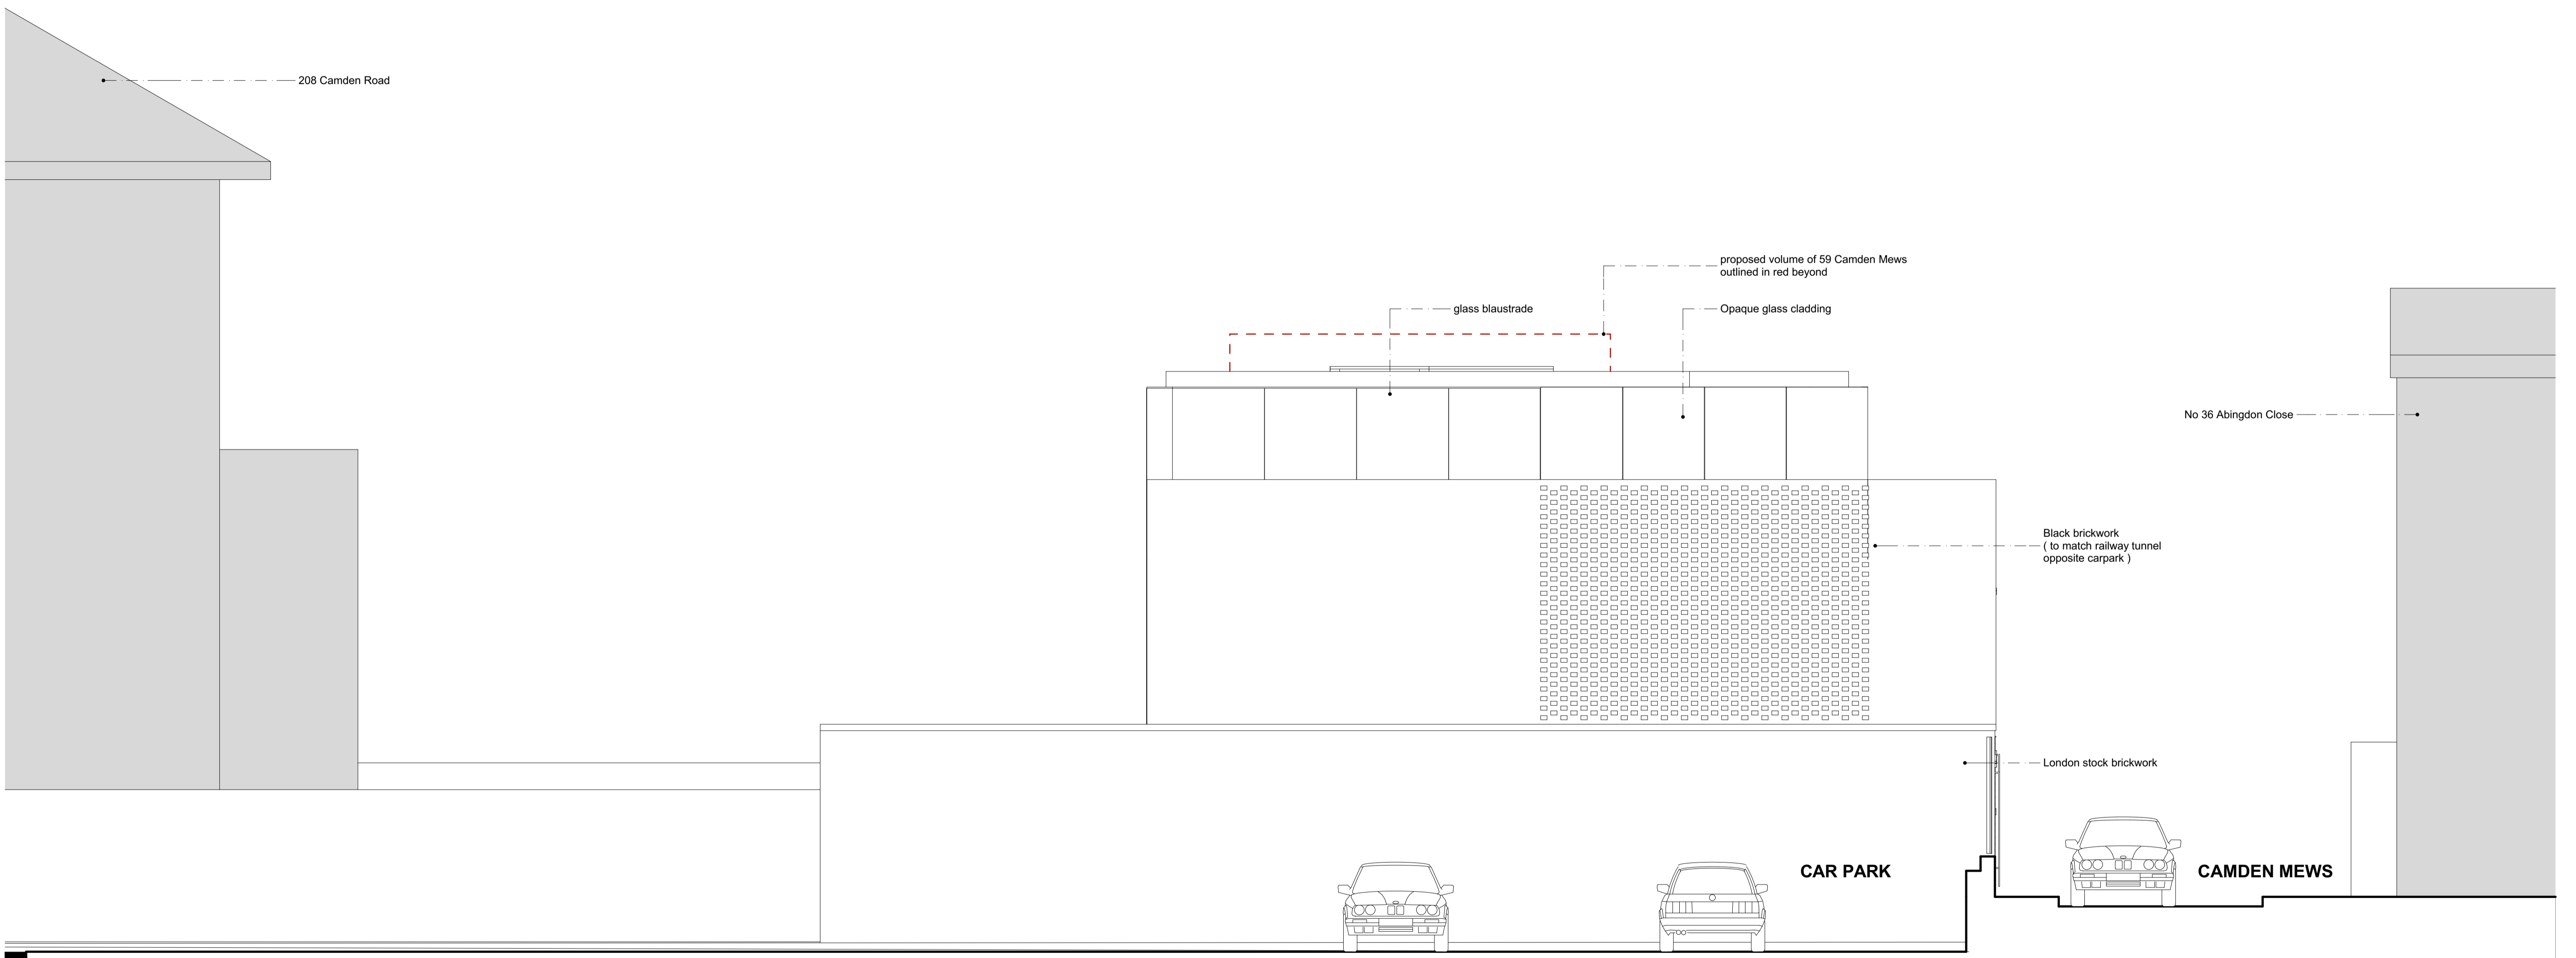 208 Camden Road
proposed volume of 59 Camden Mews
outlined in red beyond
glass blaustrade
Opaque glass cladding
No 36 Abingdon Close
Black brickwork
( to match railway tunnel
opposite carpark )
London stock brickwork
CAR PARK
CAMDEN MEWS